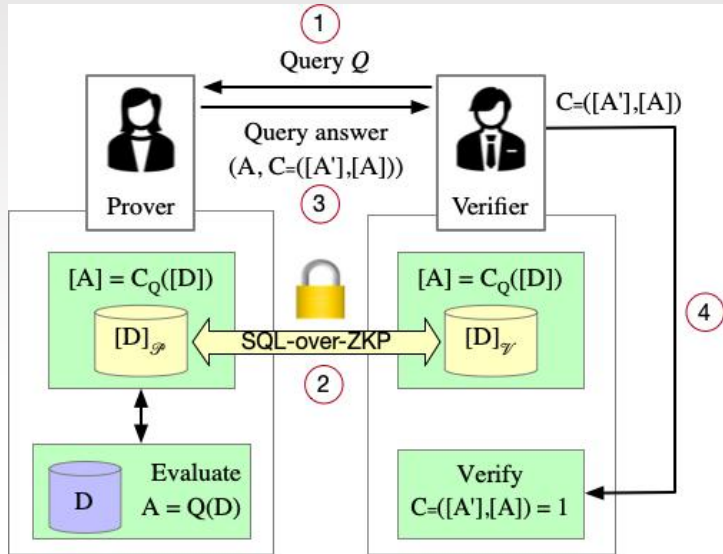 1
Query Q
C=([A'],[A])
Query answer
(A, C=([A'],[A]))
3
Prover
Verifier
[A] = C_Q([D])
[A] = C_Q([D])
[D]_𝒫
SQL-over-ZKP
[D]_𝒱
4
2
D
Evaluate
A = Q(D)
Verify
C=([A'],[A]) = 1